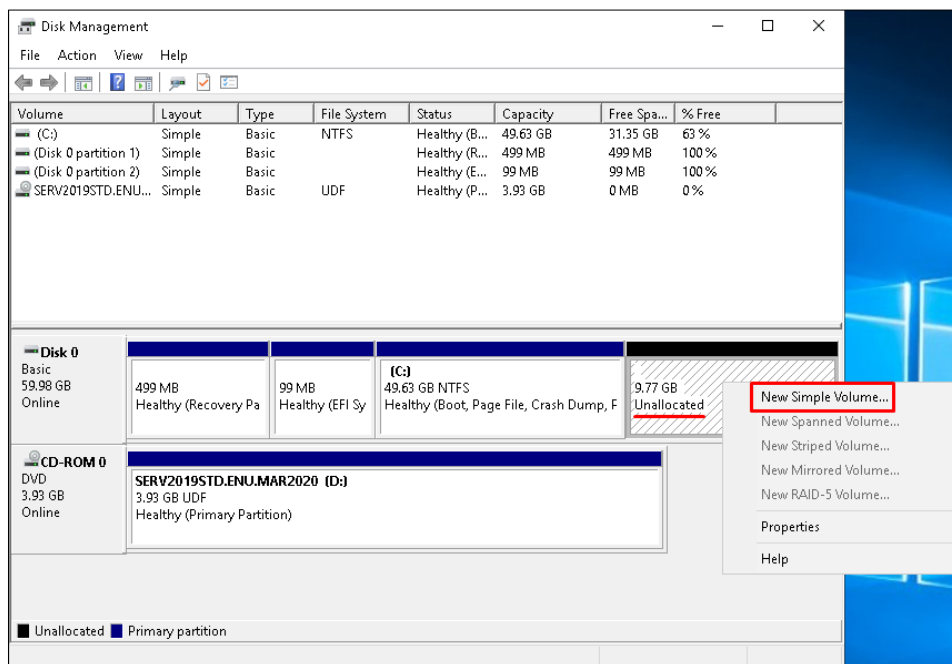 Disk Management
File Action View Help
Volume Layout Type File System Status Capacity Free Spa... % Free
(C:) Simple Basic NTFS Healthy (B... 49.63 GB 31.35 GB 63 %
(Disk 0 partition 1) Simple Basic Healthy (R... 499 MB 499 MB 100 %
(Disk 0 partition 2) Simple Basic Healthy (E... 99 MB 99 MB 100 %
SERV2019STD.ENU... Simple Basic UDF Healthy (P... 3.93 GB 0 MB 0 %
Disk 0
Basic
59.98 GB
Online
499 MB
Healthy (Recovery Pa
99 MB
Healthy (EFI Sy
(C:)
49.63 GB NTFS
Healthy (Boot, Page File, Crash Dump, F
9.77 GB
Unallocated
New Simple Volume...
New Spanned Volume...
New Striped Volume...
New Mirrored Volume...
New RAID-5 Volume...
Properties
Help
CD-ROM 0
DVD
3.93 GB
Online
SERV2019STD.ENU.MAR2020 (D:)
3.93 GB UDF
Healthy (Primary Partition)
Unallocated Primary partition